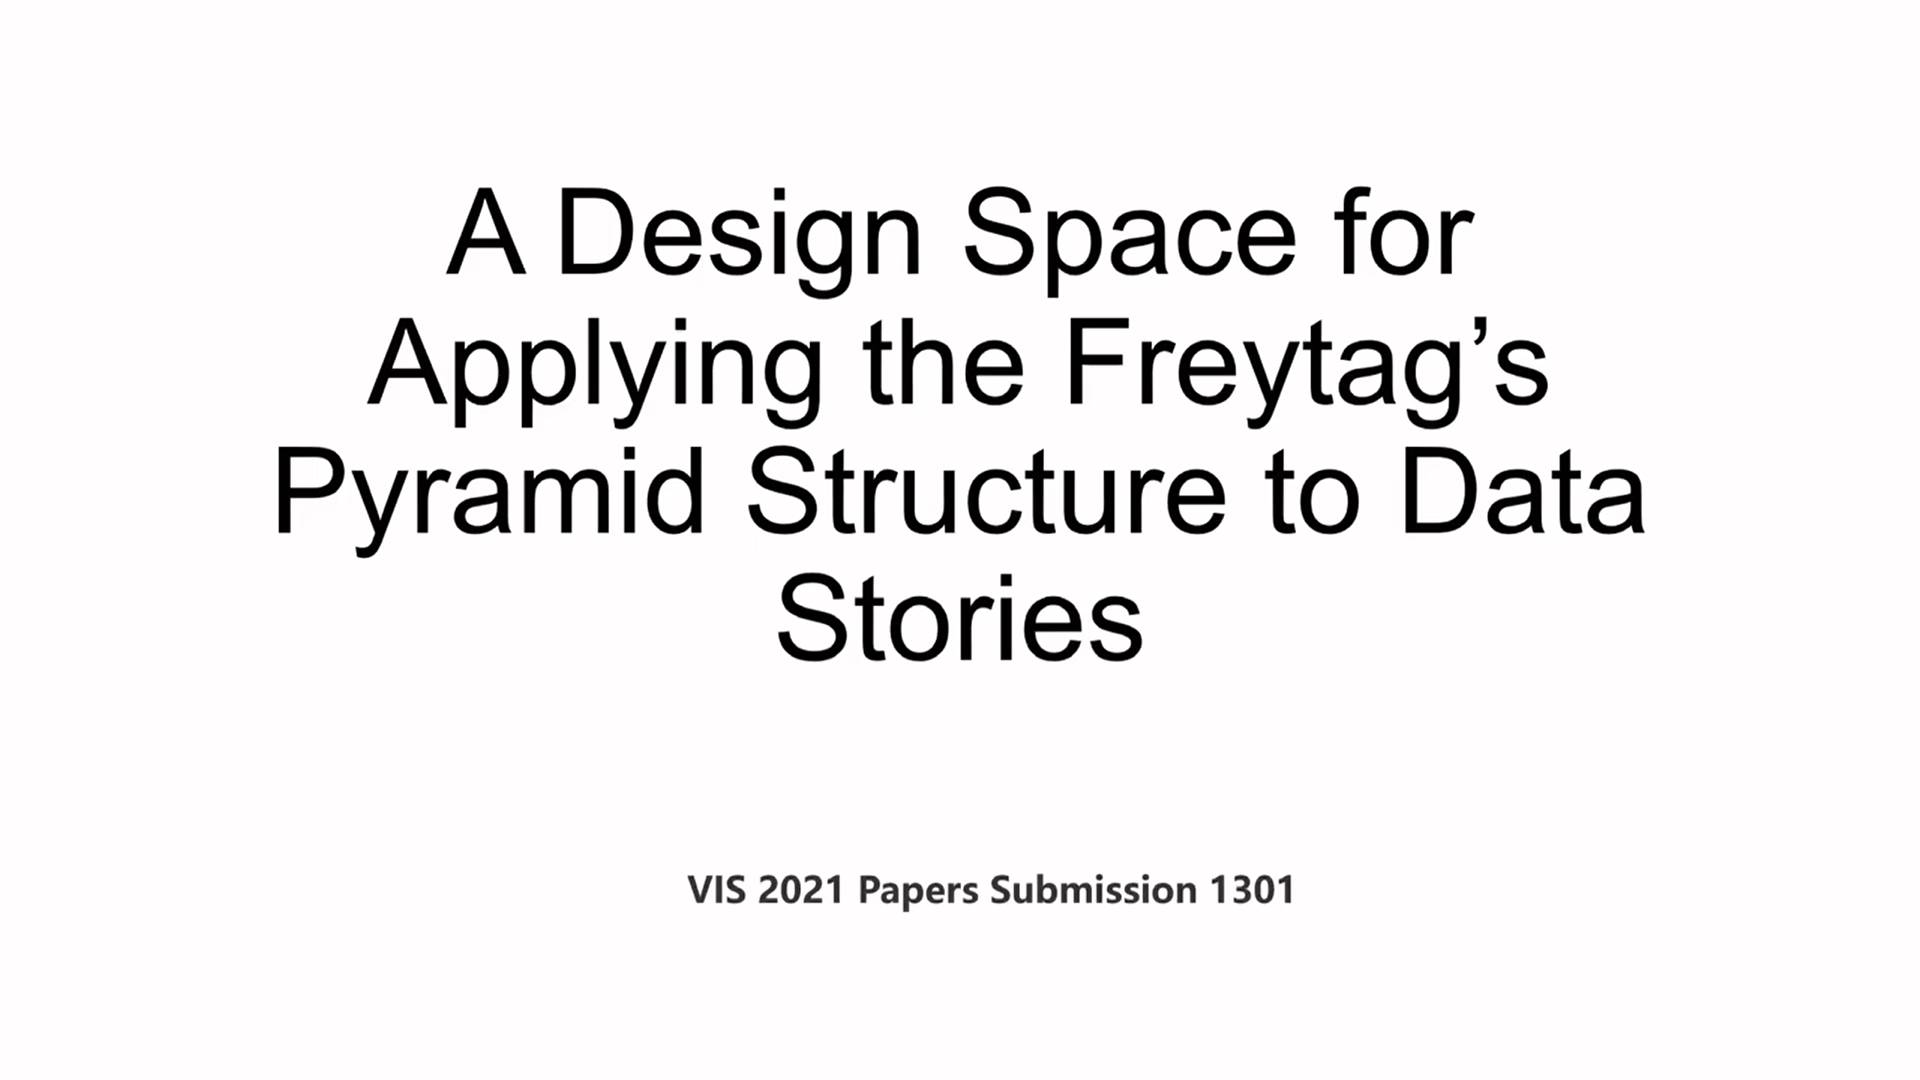 A Design Space for
Applying the Freytag’s
Pyramid Structure to Data
Stories
VIS 2021 Papers Submission 1301